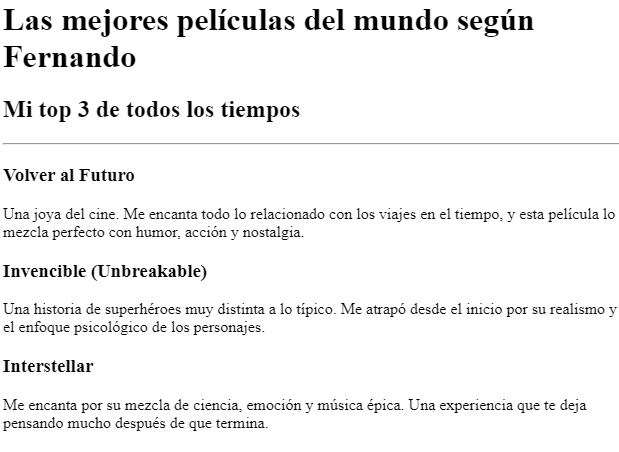 Las mejores películas del mundo según
Fernando
Mi top 3 de todos los tiempos
Volver al Futuro
Una joya del cine. Me encanta todo lo relacionado con los viajes en el tiempo, y esta película lo
mezcla perfecto con humor, acción y nostalgia.
Invencible (Unbreakable)
Una historia de superhéroes muy distinta a lo típico. Me atrapó desde el inicio por su realismo y
el enfoque psicológico de los personajes.
Interstellar
Me encanta por su mezcla de ciencia, emoción y música épica. Una experiencia que te deja
pensando mucho después de que termina.